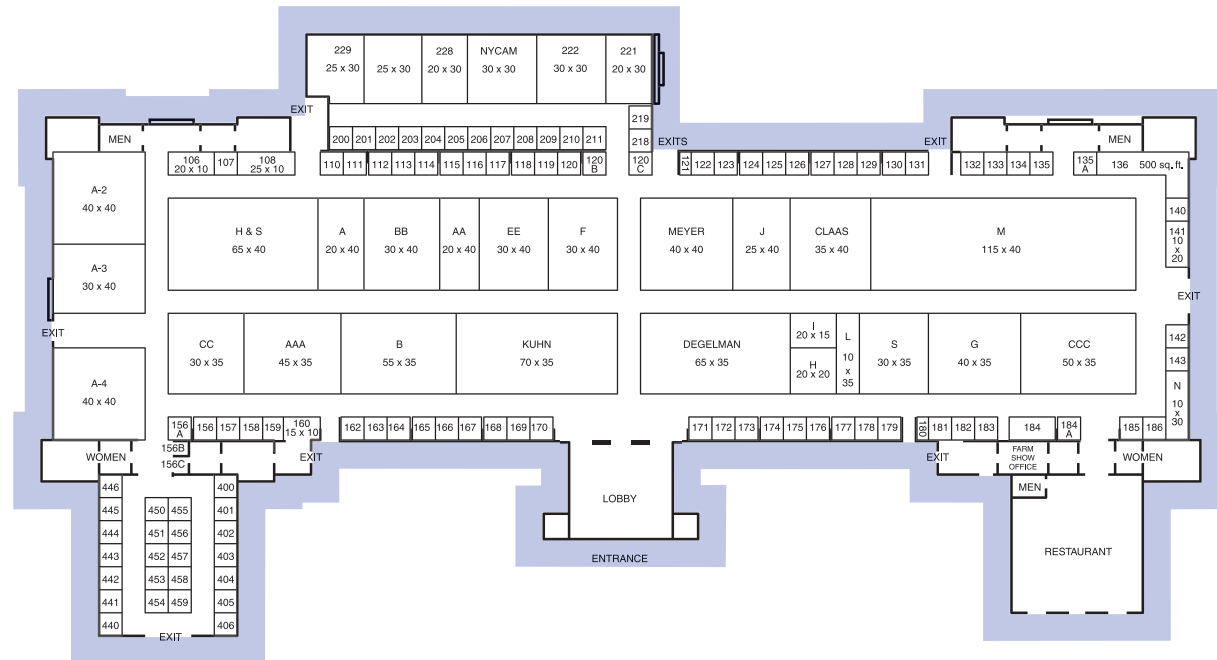 229
25 x 30
25 x 30
228
20 x 30
NYCAM
30 x 30
222
30 x 30
221
20 x 30
EXIT
219
218
120
C
EXITS
EXIT
200 201 202 203 204 205 206 207 208 209 210 211
MEN
MEN
106
20 x 10
107
108
25 x 10
110 111 112 113 114 115 116 117 118 119 120
120
B
121 122 123 124 125 126 127 128 129 130 131
132 133 134 135
135
A
136 500 sq. ft.
140
141
10
x
20
A-2
40 x 40
H & S
65 x 40
A
20 x 40
BB
30 x 40
AA
20 x 40
EE
30 x 40
F
30 x 40
MEYER
40 x 40
J
25 x 40
CLAAS
35 x 40
M
115 x 40
A-3
30 x 40
EXIT
EXIT
CC
30 x 35
AAA
45 x 35
B
55 x 35
KUHN
70 x 35
DEGELMAN
65 x 35
I
20 x 15
H
20 x 20
L
10
x
35
S
30 x 35
G
40 x 35
CCC
50 x 35
142
143
N
10
x
30
A-4
40 x 40
156
A
156 157 158 159
160
15 x 10
162 163 164 165 166 167 168 169 170
171 172 173 174 175 176 177 178 179
180 181 182 183
184
184
A
185 186
156B
156C
WOMEN
EXIT
EXIT
FARM
SHOW
OFFICE
WOMEN
MEN
LOBBY
ENTRANCE
RESTAURANT
446
445
444
443
442
441
440
450 455
451 456
452 457
453 458
454 459
400
401
402
403
404
405
406
EXIT